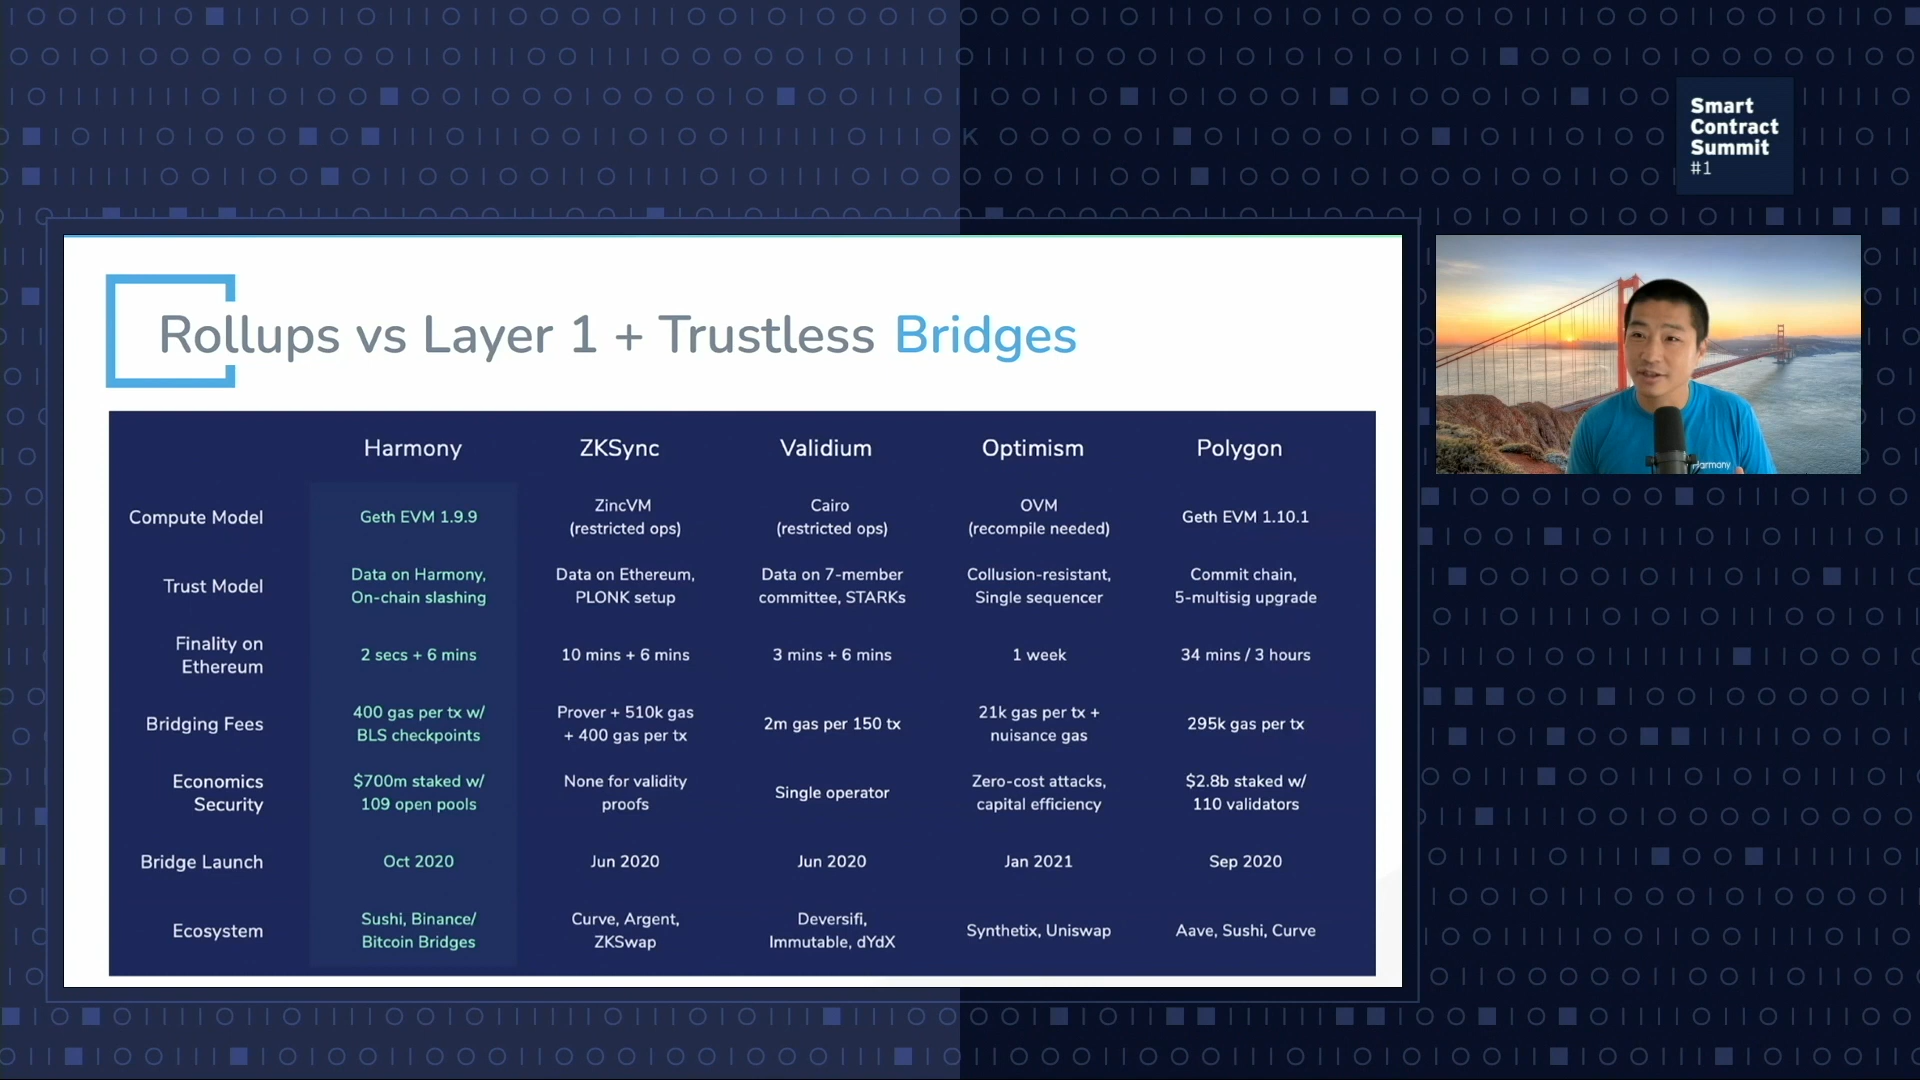 Smart
Contract
Summit
#1
Rollups vs Layer 1 + Trustless Bridges
Harmony ZKSync Validium Optimism Polygon
Compute Model Geth EVM 1.9.9 ZincVM (restricted ops) Cairo (restricted ops) OVM (recompile needed) Geth EVM 1.10.1
Trust Model Data on Harmony, On-chain slashing Data on Ethereum, PLONK setup Data on 7-member committee, STARKs Collusion-resistant, Single sequencer Commit chain, 5-multisig upgrade
Finality on Ethereum 2 secs + 6 mins 10 mins + 6 mins 3 mins + 6 mins 1 week 34 mins / 3 hours
Bridging Fees 400 gas per tx w/ BLS checkpoints Prover + 510k gas + 400 gas per tx 2m gas per 150 tx 21k gas per tx + nuisance gas 295k gas per tx
Economics Security $700m staked w/ 109 open pools None for validity proofs Single operator Zero-cost attacks, capital efficiency $2.8b staked w/ 110 validators
Bridge Launch Oct 2020 Jun 2020 Jun 2020 Jan 2021 Sep 2020
Ecosystem Sushi, Binance/ Bitcoin Bridges Curve, Argent, ZKSwap Deversifi, Immutable, dYdX Synthetix, Uniswap Aave, Sushi, Curve
Harmony